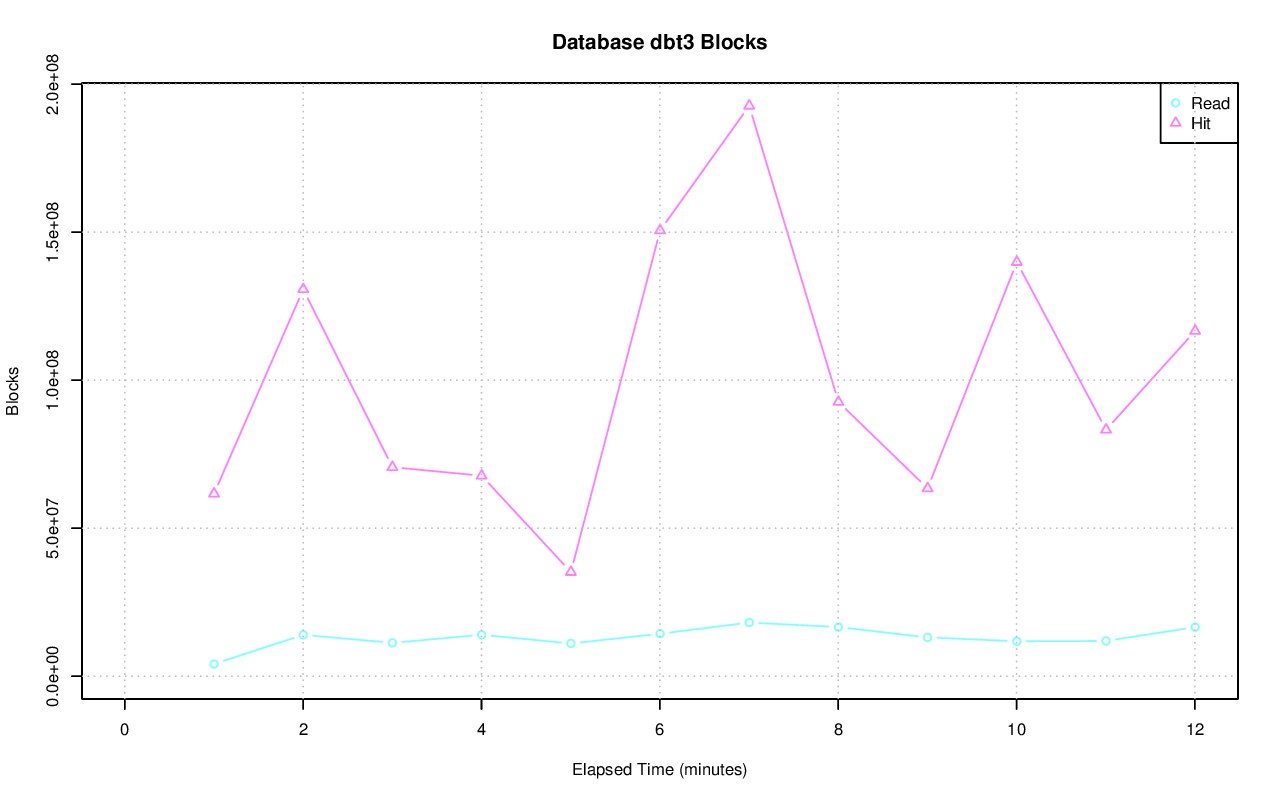 Database dbt3 Blocks
Read
Hit
2.0e+08
1.5e+08
1.0e+08
5.0e+07
0.0e+00
Blocks
0 2 4 6 8 10 12
Elapsed Time (minutes)